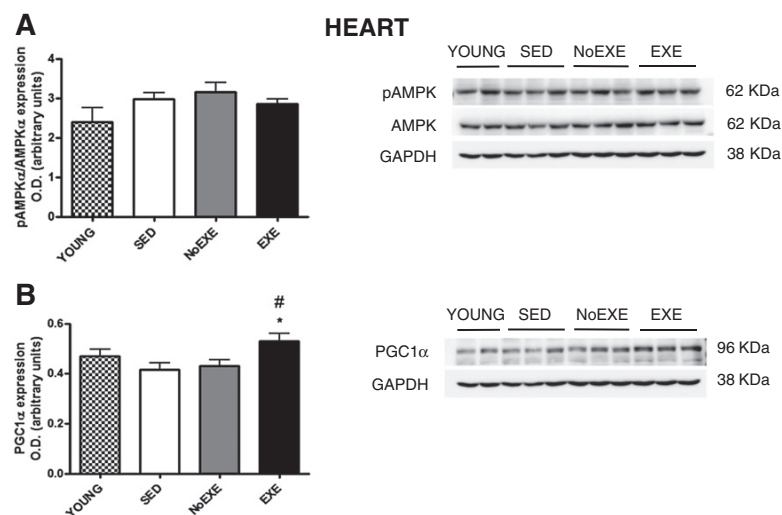 A
HEART
pAMPKα/AMPKα expression
O.D. (arbitrary units)
4
3
2
1
0
YOUNG
SED
NoEXE
EXE
YOUNG SED NoEXE EXE
pAMPK 62 KDa
AMPK 62 KDa
GAPDH 38 KDa
B
PGC1α expression
O.D. (arbitrary units)
0.6
0.4
0.2
0.0
#
*
YOUNG
SED
NoEXE
EXE
YOUNG SED NoEXE EXE
PGC1α 96 KDa
GAPDH 38 KDa